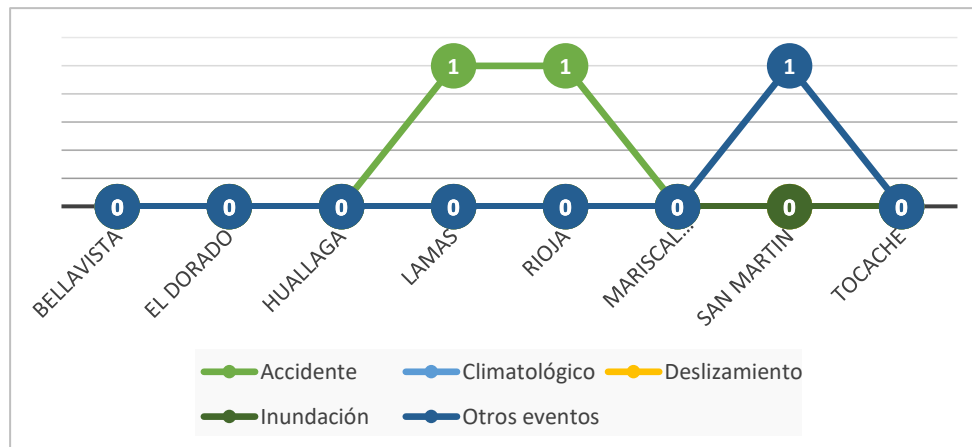 1 1 1
0 0 0 0 0 0 0 0
BELLAVISTA
EL DORADO
HUALLAGA
LAMAS
RIOJA
MARISCAL...
SAN MARTIN
TOCACHE
Accidente Climatológico Deslizamiento
Inundación Otros eventos